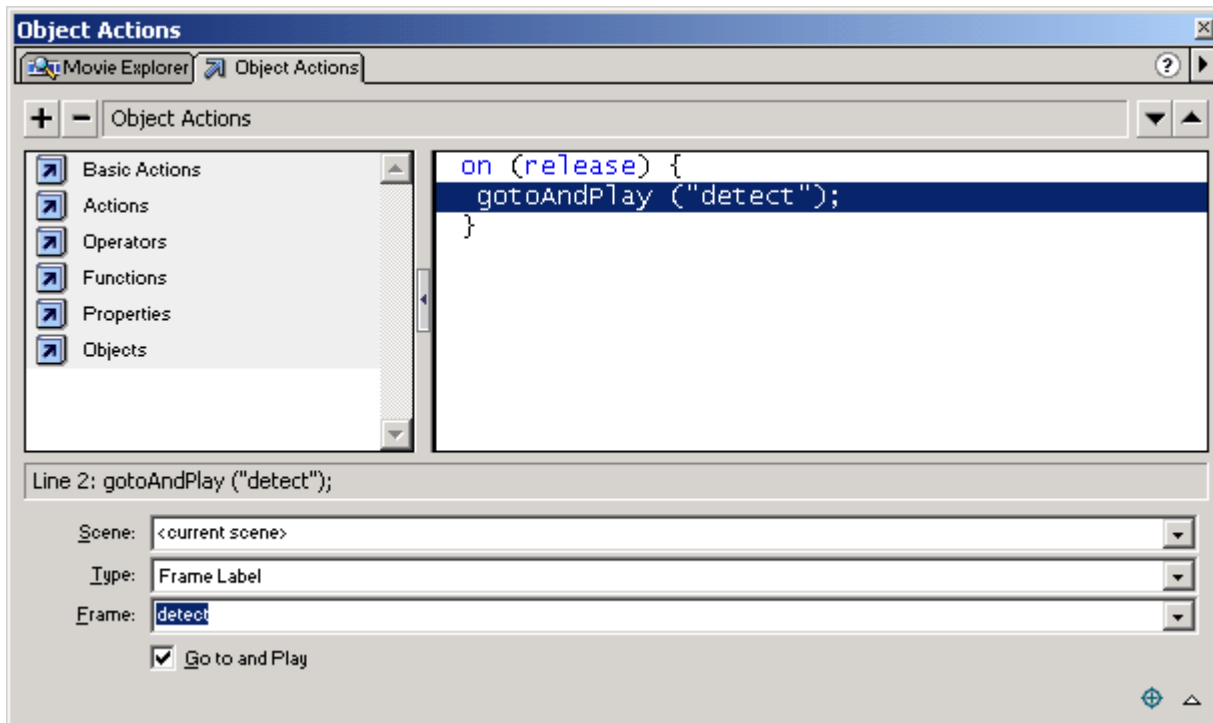 Object Actions
Movie Explorer Object Actions
Object Actions
Basic Actions
Actions
Operators
Functions
Properties
Objects
on (release) {
gotoAndPlay ("detect");
}
Line 2: gotoAndPlay ("detect");
Scene: <current scene>
Type: Frame Label
Frame: detect
Go to and Play